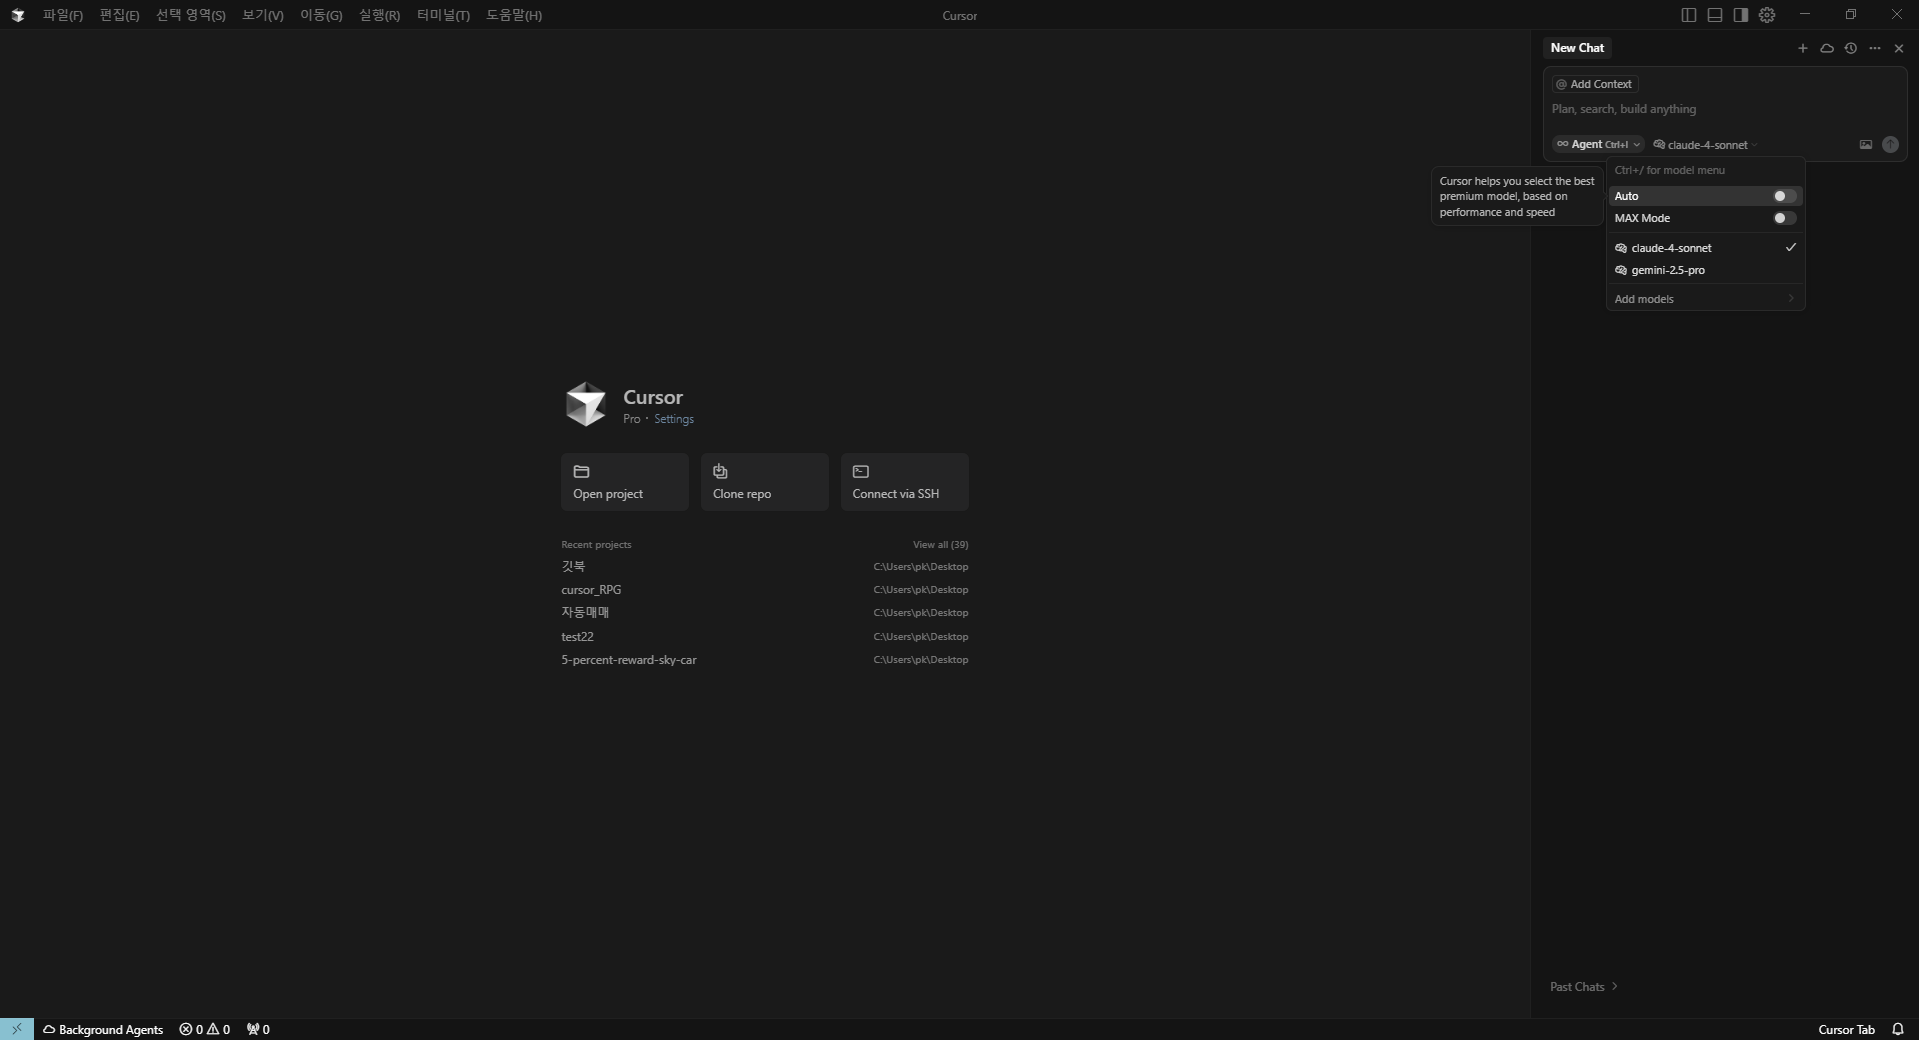 파일(F) 편집(E) 선택 영역(S) 보기(V) 이동(G) 실행(R) 터미널(T) 도움말(H) Cursor
New Chat
@ Add Context
Plan, search, build anything
Agent Ctrl+I claude-4-sonnet
Ctrl+/ for model menu
Cursor helps you select the best
premium model, based on
performance and speed
Auto
MAX Mode
claude-4-sonnet
gemini-2.5-pro
Add models
Cursor
Pro · Settings
Open project Clone repo Connect via SSH
Recent projects View all (39)
깃북 C:\Users\pk\Desktop
cursor_RPG C:\Users\pk\Desktop
자동매매 C:\Users\pk\Desktop
test22 C:\Users\pk\Desktop
5-percent-reward-sky-car C:\Users\pk\Desktop
Past Chats
Background Agents 0 0 0 Cursor Tab